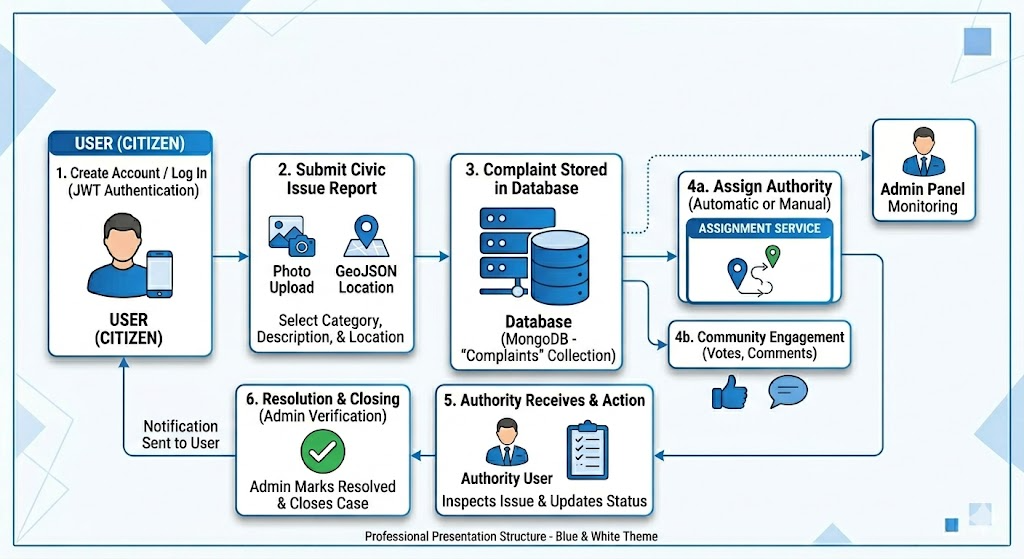 USER (CITIZEN)
1. Create Account / Log In
(JWT Authentication)
USER
(CITIZEN)
2. Submit Civic
Issue Report
Photo
Upload
GeoJSON
Location
Select Category,
Description, & Location
3. Complaint Stored
in Database
Database
(MongoDB -
“Complaints” Collection)
4a. Assign Authority
(Automatic or Manual)
ASSIGNMENT SERVICE
Admin Panel
Monitoring
4b. Community Engagement
(Votes, Comments)
5. Authority Receives & Action
Authority User
Inspects Issue & Updates Status
6. Resolution & Closing
(Admin Verification)
Admin Marks Resolved
& Closes Case
Notification
Sent to User
Professional Presentation Structure - Blue & White Theme